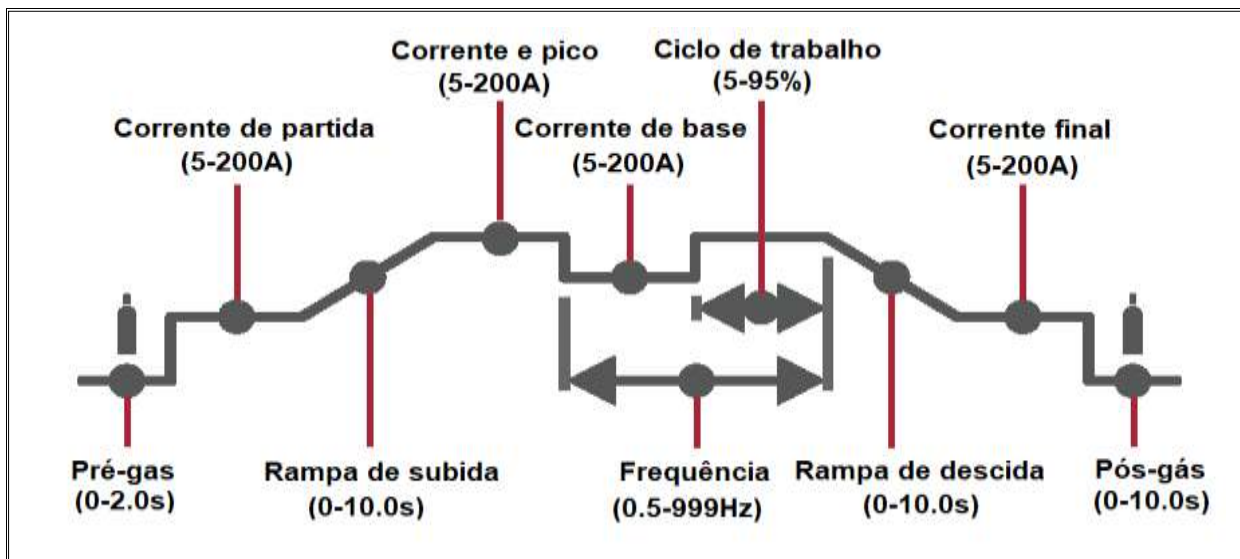 Corrente e pico
(5-200A)
Ciclo de trabalho
(5-95%)
Corrente de partida
(5-200A)
Corrente de base
(5-200A)
Corrente final
(5-200A)
Pré-gas
(0-2.0s)
Rampa de subida
(0-10.0s)
Frequência
(0.5-999Hz)
Rampa de descida
(0-10.0s)
Pós-gás
(0-10.0s)